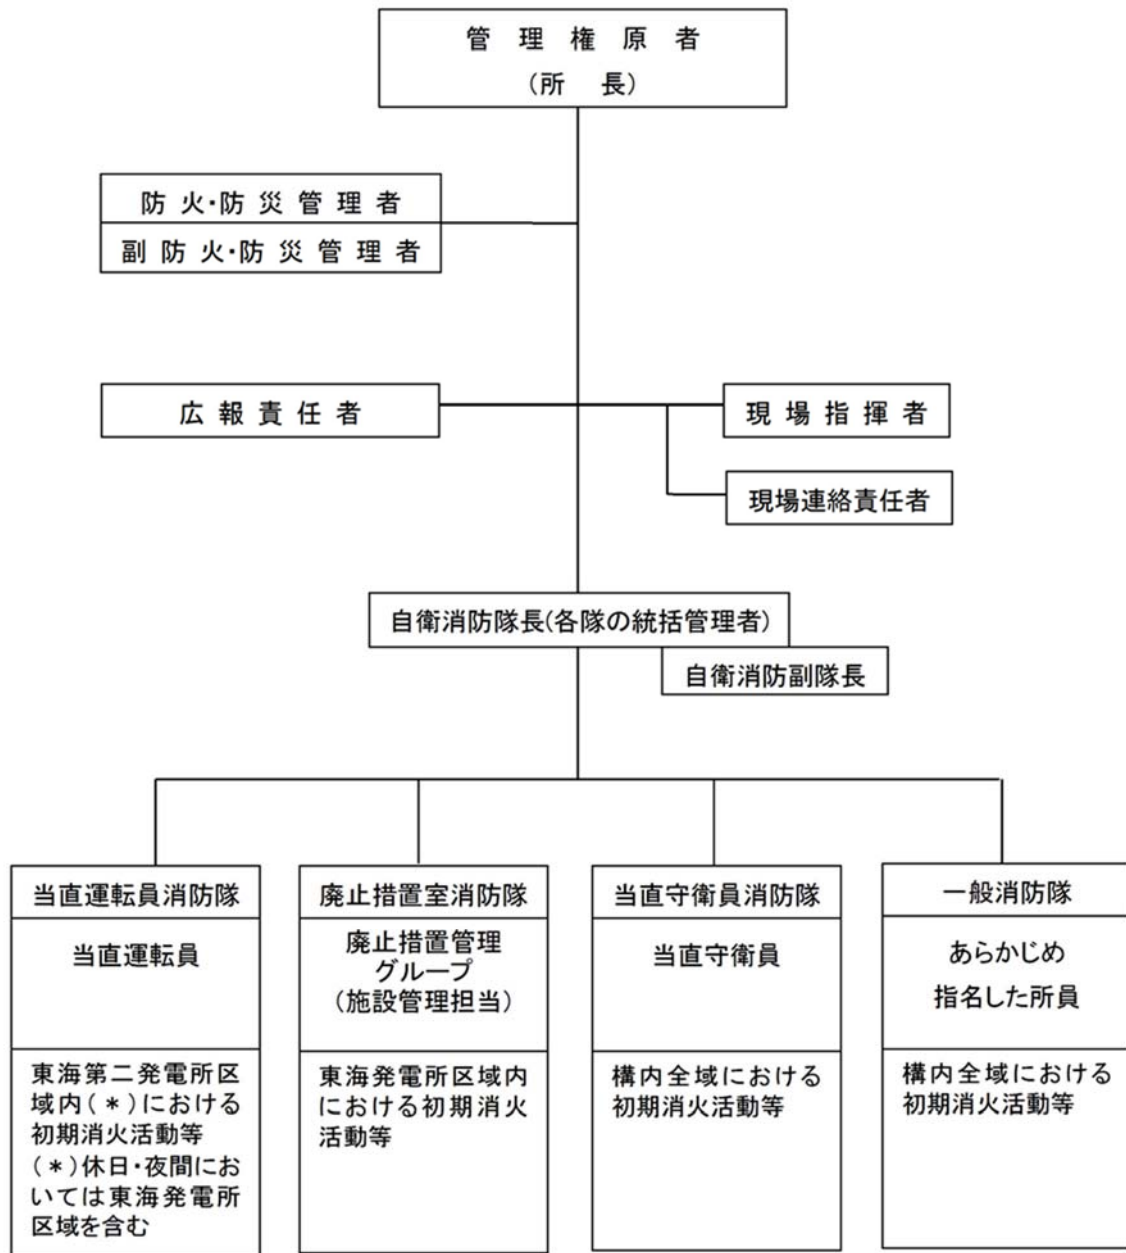 管理権原者
(所 長)
防火・防災管理者
副防火・防災管理者
広報責任者
現場指揮者
現場連絡責任者
自衛消防隊長(各隊の統括管理者)
自衛消防副隊長
当直運転員消防隊
当直運転員
東海第二発電所区
域内(*)における
初期消火活動等
(*)休日・夜間にお
いては東海発電所
区域を含む
廃止措置室消防隊
廃止措置管理
グループ
(施設管理担当)
東海発電所区域内
における初期消火
活動等
当直守衛員消防隊
当直守衛員
構内全域における
初期消火活動等
一般消防隊
あらかじめ
指名した所員
構内全域における
初期消火活動等